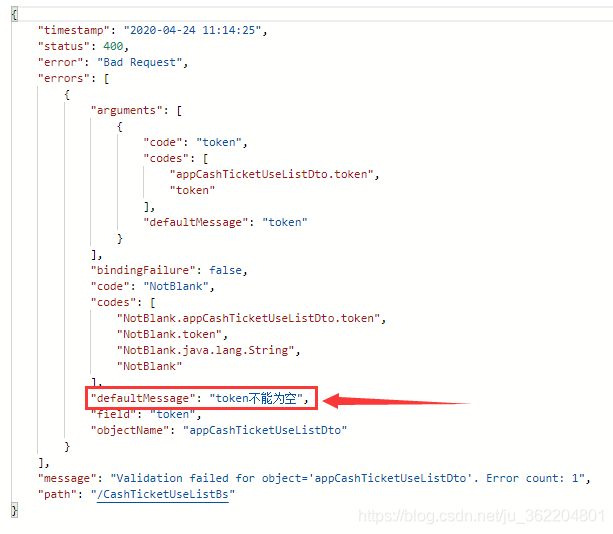 {
"timestamp": "2020-04-24 11:14:25",
"status": 400,
"error": "Bad Request",
"errors": [
{
"arguments": [
{
"code": "token",
"codes": [
"appCashTicketUseListDto.token",
"token"
],
"defaultMessage": "token"
}
],
"bindingFailure": false,
"code": "NotBlank",
"codes": [
"NotBlank.appCashTicketUseListDto.token",
"NotBlank.token",
"NotBlank.java.lang.String",
"NotBlank"
],
"defaultMessage": "token不能为空",
"field": "token",
"objectName": "appCashTicketUseListDto"
}
],
"message": "Validation failed for object='appCashTicketUseListDto'. Error count: 1",
"path": "/CashTicketUseListBs"
}
https://blog.csdn.net/ju_362204801